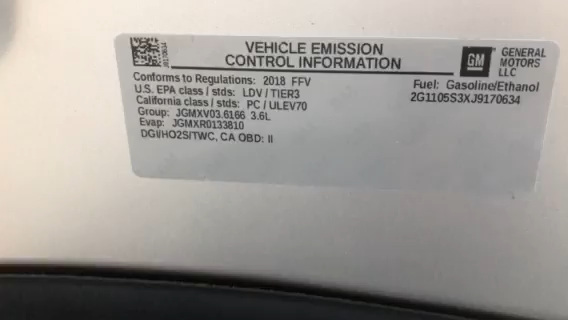 VEHICLE EMISSION
CONTROL INFORMATION
GM
GENERAL
MOTORS
LLC
Conforms to Regulations: 2018 FFV
U.S. EPA class / stds: LDV / TIER3
California class / stds: PC / ULEV70
Group: JGMXV03.6166 3.6L
Evap: JGMXR0133810
DGI/HO2S/TWC, CA OBD: II
Fuel: Gasoline/Ethanol
2G1105S3XJ9170634